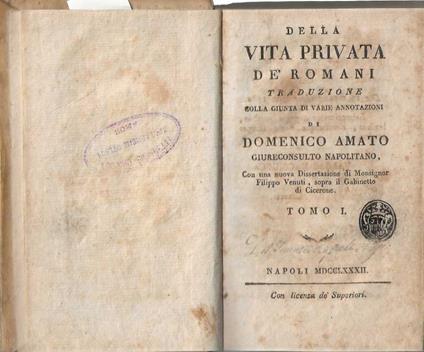 ROMA
DELLA
VITA PRIVATA
DE' ROMANI
TRADUZIONE
COLLA GIUNTA DI VARIE ANNOTAZIONI
DI
DOMENICO AMATO
GIURECONSULTO NAPOLITANO,
Con una nuova Dissertazione di Monsignor
Filippo Venuti, sopra il Gabinetto
di Cicerone.
TOMO I.
NAPOLI MDCCLXXXII.
Con licenza de' Superiori.